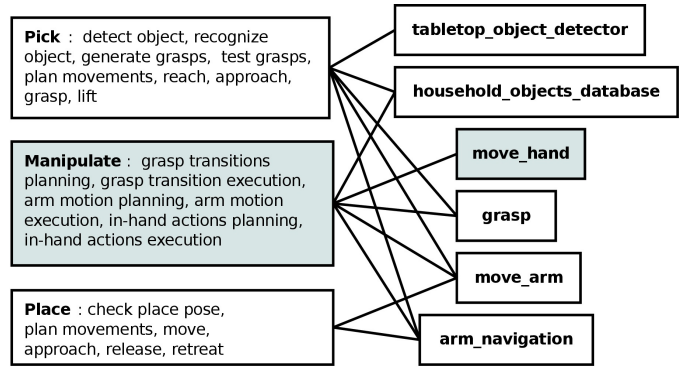 Pick : detect object, recognize
object, generate grasps, test grasps,
plan movements, reach, approach,
grasp, lift
Manipulate : grasp transitions
planning, grasp transition execution,
arm motion planning, arm motion
execution, in-hand actions planning,
in-hand actions execution
Place : check place pose,
plan movements, move,
approach, release, retreat
tabletop_object_detector
household_objects_database
move_hand
grasp
move_arm
arm_navigation